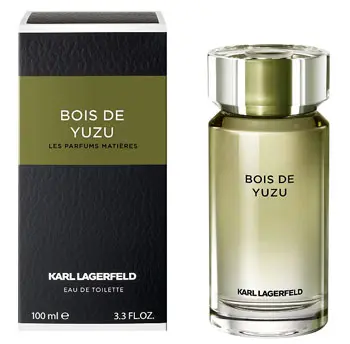 BOIS DE
YUZU
LES PARFUMS MATIÈRES
KARL LAGERFELD
EAU DE TOILETTE
100 ml ℮ 3.3 FL.OZ.
BOIS DE
YUZU
KARL LAGERFELD